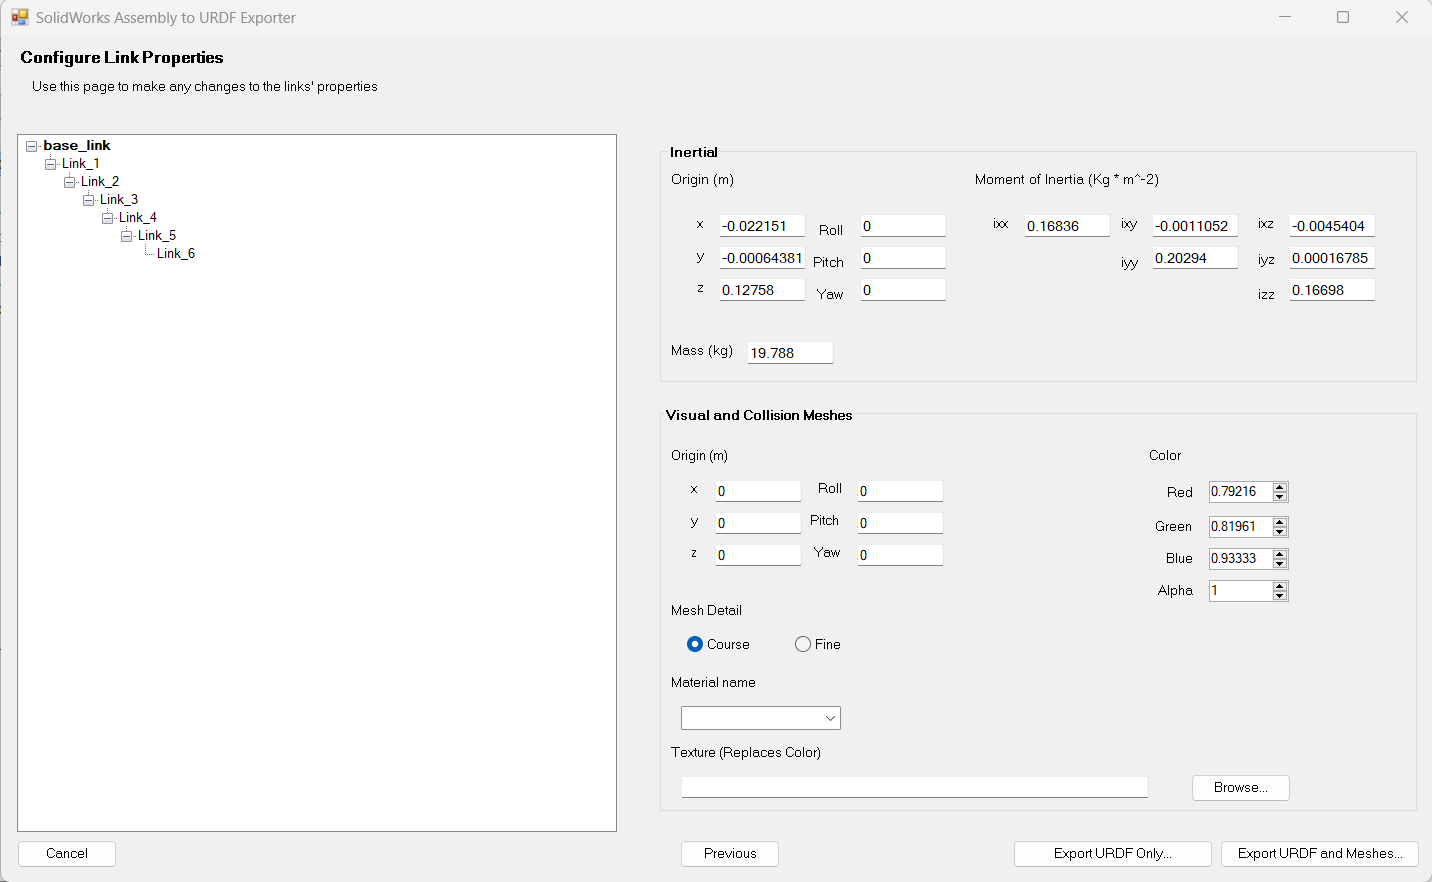 SolidWorks Assembly to URDF Exporter
Configure Link Properties
Use this page to make any changes to the links' properties
base_link
Link_1
Link_2
Link_3
Link_4
Link_5
Link_6
Inertial
Origin (m)
Moment of Inertia (Kg * m^-2)
x -0.022151 Roll 0 ixx 0.16836 ixy -0.0011052 ixz -0.0045404
y -0.00064381 Pitch 0 iyy 0.20294 iyz 0.00016785
z 0.12758 Yaw 0 izz 0.16698
Mass (kg) 19.788
Visual and Collision Meshes
Origin (m)
Color
x 0 Roll 0 Red 0.79216
y 0 Pitch 0 Green 0.81961
z 0 Yaw 0 Blue 0.93333
Alpha 1
Mesh Detail
Course Fine
Material name
Texture (Replaces Color)
Browse...
Cancel Previous Export URDF Only... Export URDF and Meshes...